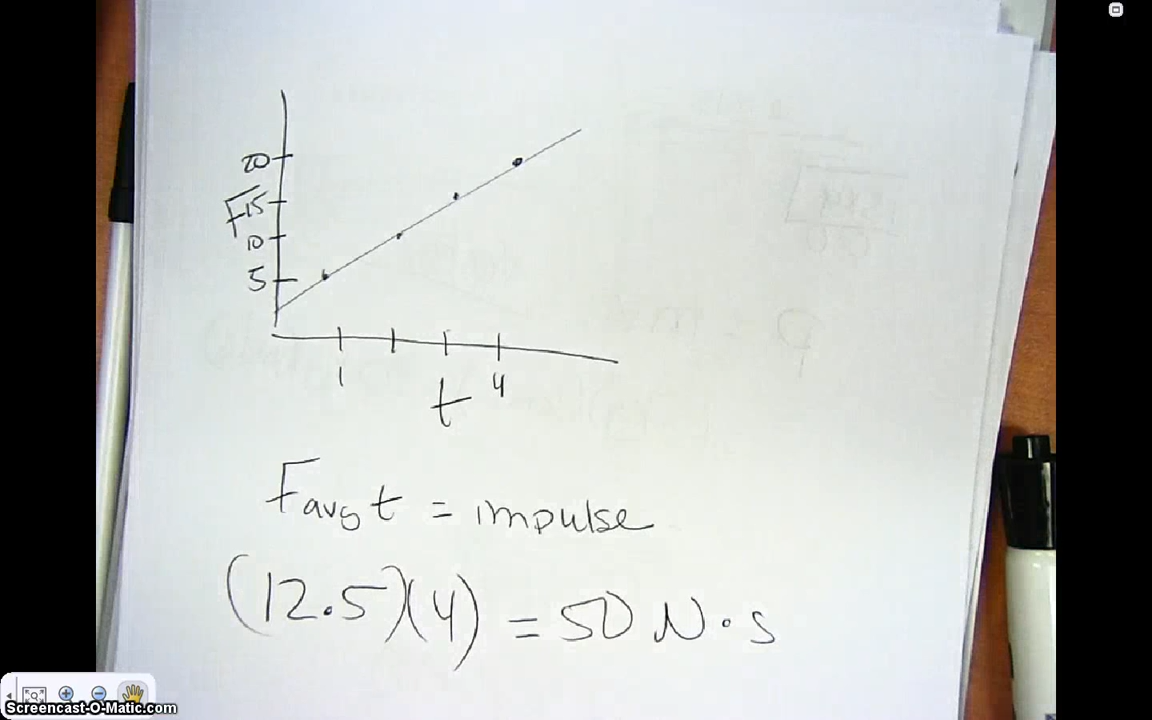 20
F
15
10
5
1 4
t
Favg t = impulse
(12.5)(4) = 50 N·s
Screencast-O-Matic.com